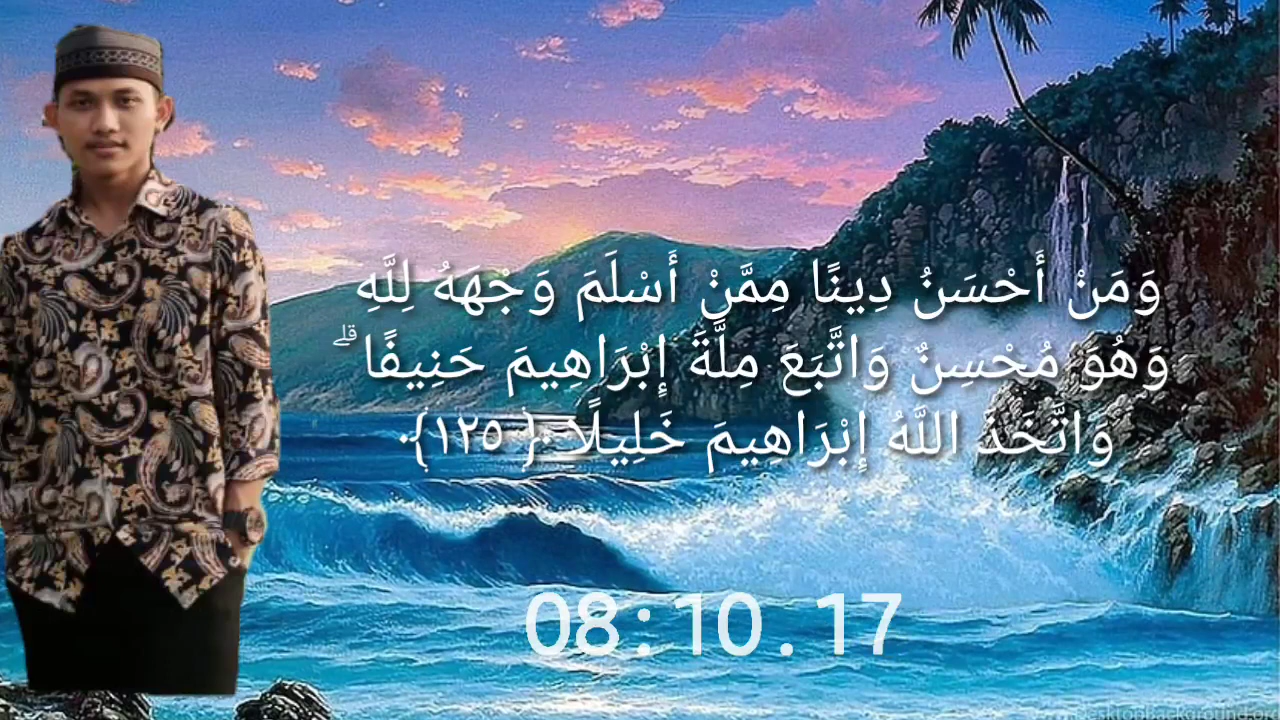 وَمَنْ أَحْسَنُ دِينًا مِمَّنْ أَسْلَمَ وَجْهَهُ لِلَّهِ
وَهُوَ مُحْسِنٌ وَاتَّبَعَ مِلَّةَ إِبْرَاهِيمَ حَنِيفًا ۗ
وَاتَّخَذَ اللَّهُ إِبْرَاهِيمَ خَلِيلًا ﴿١٢٥﴾
08:10.17